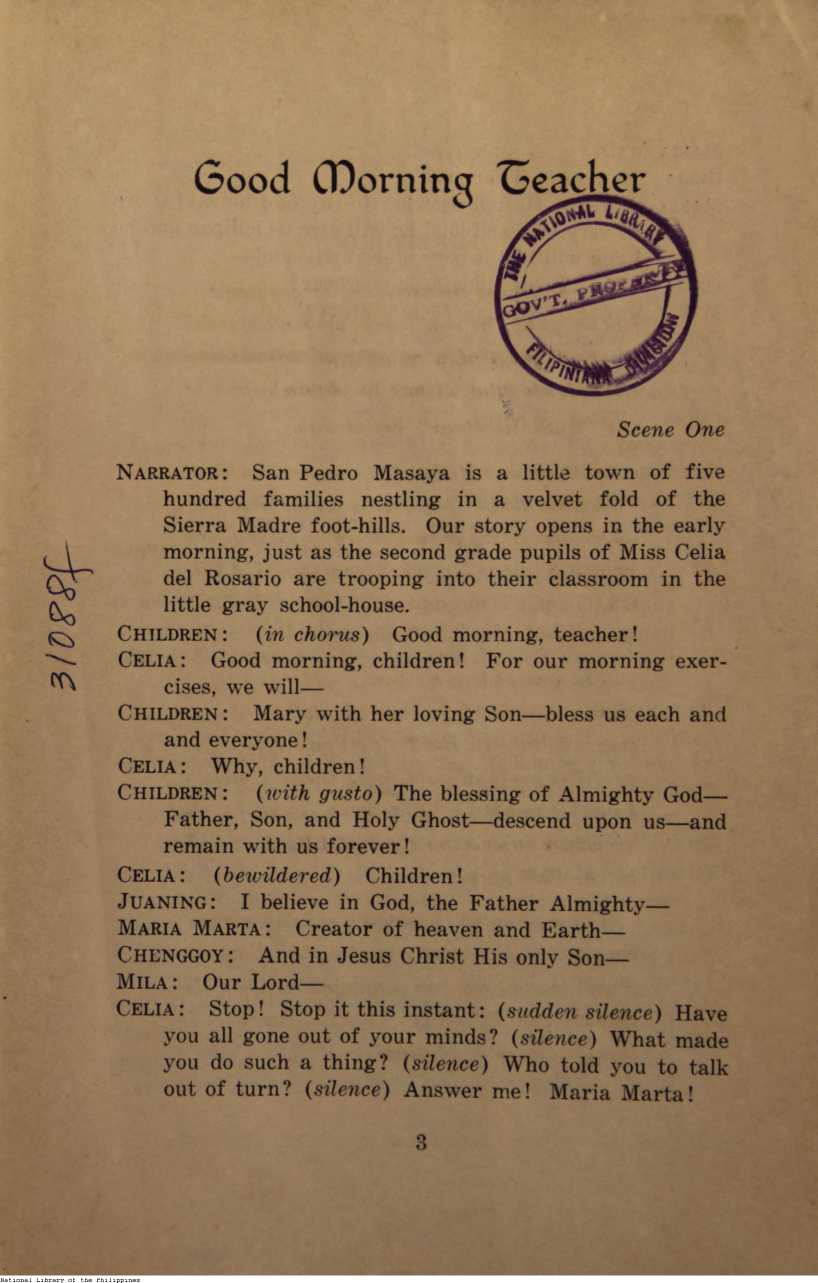 Good Morning Teacher
THE NATIONAL LIBRARY
GOV'T. PROPERTY
FILIPINIANA DIVISION
Scene One
NARRATOR: San Pedro Masaya is a little town of five
hundred families nestling in a velvet fold of the
Sierra Madre foot-hills. Our story opens in the early
morning, just as the second grade pupils of Miss Celia
del Rosario are trooping into their classroom in the
little gray school-house.
CHILDREN: (in chorus) Good morning, teacher!
CELIA: Good morning, children! For our morning exer-
cises, we will—
CHILDREN: Mary with her loving Son—bless us each and
and everyone!
CELIA: Why, children!
CHILDREN: (with gusto) The blessing of Almighty God—
Father, Son, and Holy Ghost—descend upon us—and
remain with us forever!
CELIA: (bewildered) Children!
JUANING: I believe in God, the Father Almighty—
MARIA MARTA: Creator of heaven and Earth—
CHENGGOY: And in Jesus Christ His only Son—
MILA: Our Lord—
CELIA: Stop! Stop it this instant: (sudden silence) Have
you all gone out of your minds? (silence) What made
you do such a thing? (silence) Who told you to talk
out of turn? (silence) Answer me! Maria Marta!
3
National Library of the Philippines